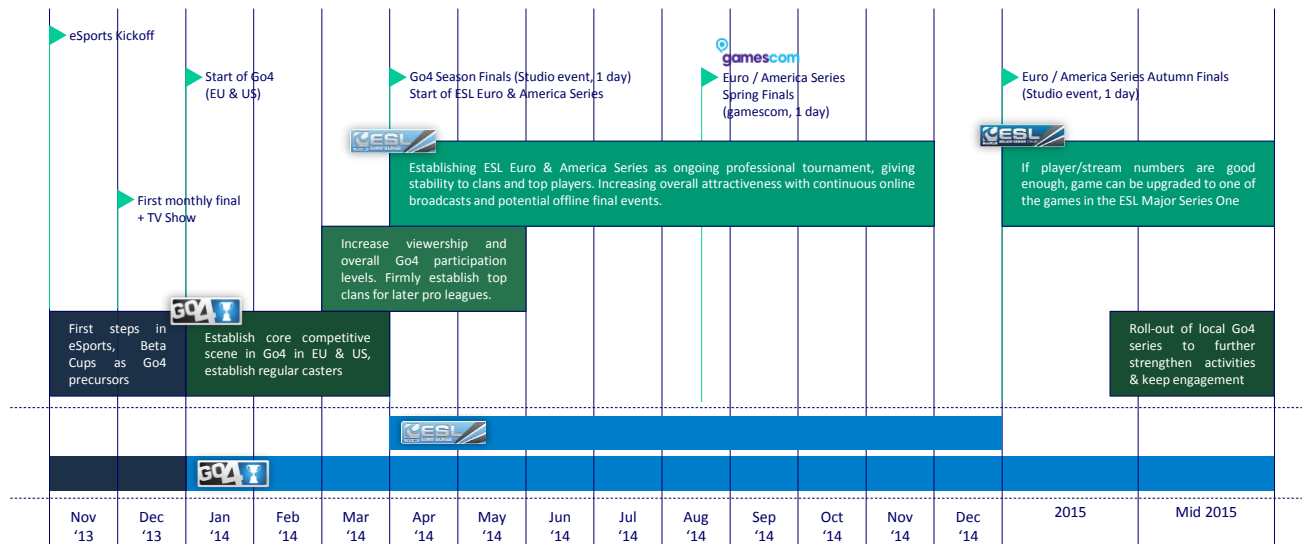 eSports Kickoff
gamescom
Start of Go4
(EU & US)
Go4 Season Finals (Studio event, 1 day)
Start of ESL Euro & America Series
Euro / America Series
Spring Finals
(gamescom, 1 day)
Euro / America Series Autumn Finals
(Studio event, 1 day)
ESL
ESL
Establishing ESL Euro & America Series as ongoing professional tournament, giving
stability to clans and top players. Increasing overall attractiveness with continuous online
broadcasts and potential offline final events.
If player/stream numbers are good
enough, game can be upgraded to one of
the games in the ESL Major Series One
First monthly final
+ TV Show
Increase viewership and
overall Go4 participation
levels. Firmly establish top
clans for later pro leagues.
GO4
First steps in
eSports, Beta
Cups as Go4
precursors
Establish core competitive
scene in Go4 in EU & US,
establish regular casters
Roll-out of local Go4
series to further
strengthen activities
& keep engagement
ESL
GO4
Nov
‘13
Dec
‘13
Jan
‘14
Feb
‘14
Mar
‘14
Apr
‘14
May
‘14
Jun
‘14
Jul
‘14
Aug
‘14
Sep
‘14
Oct
‘14
Nov
‘14
Dec
‘14
2015
Mid 2015